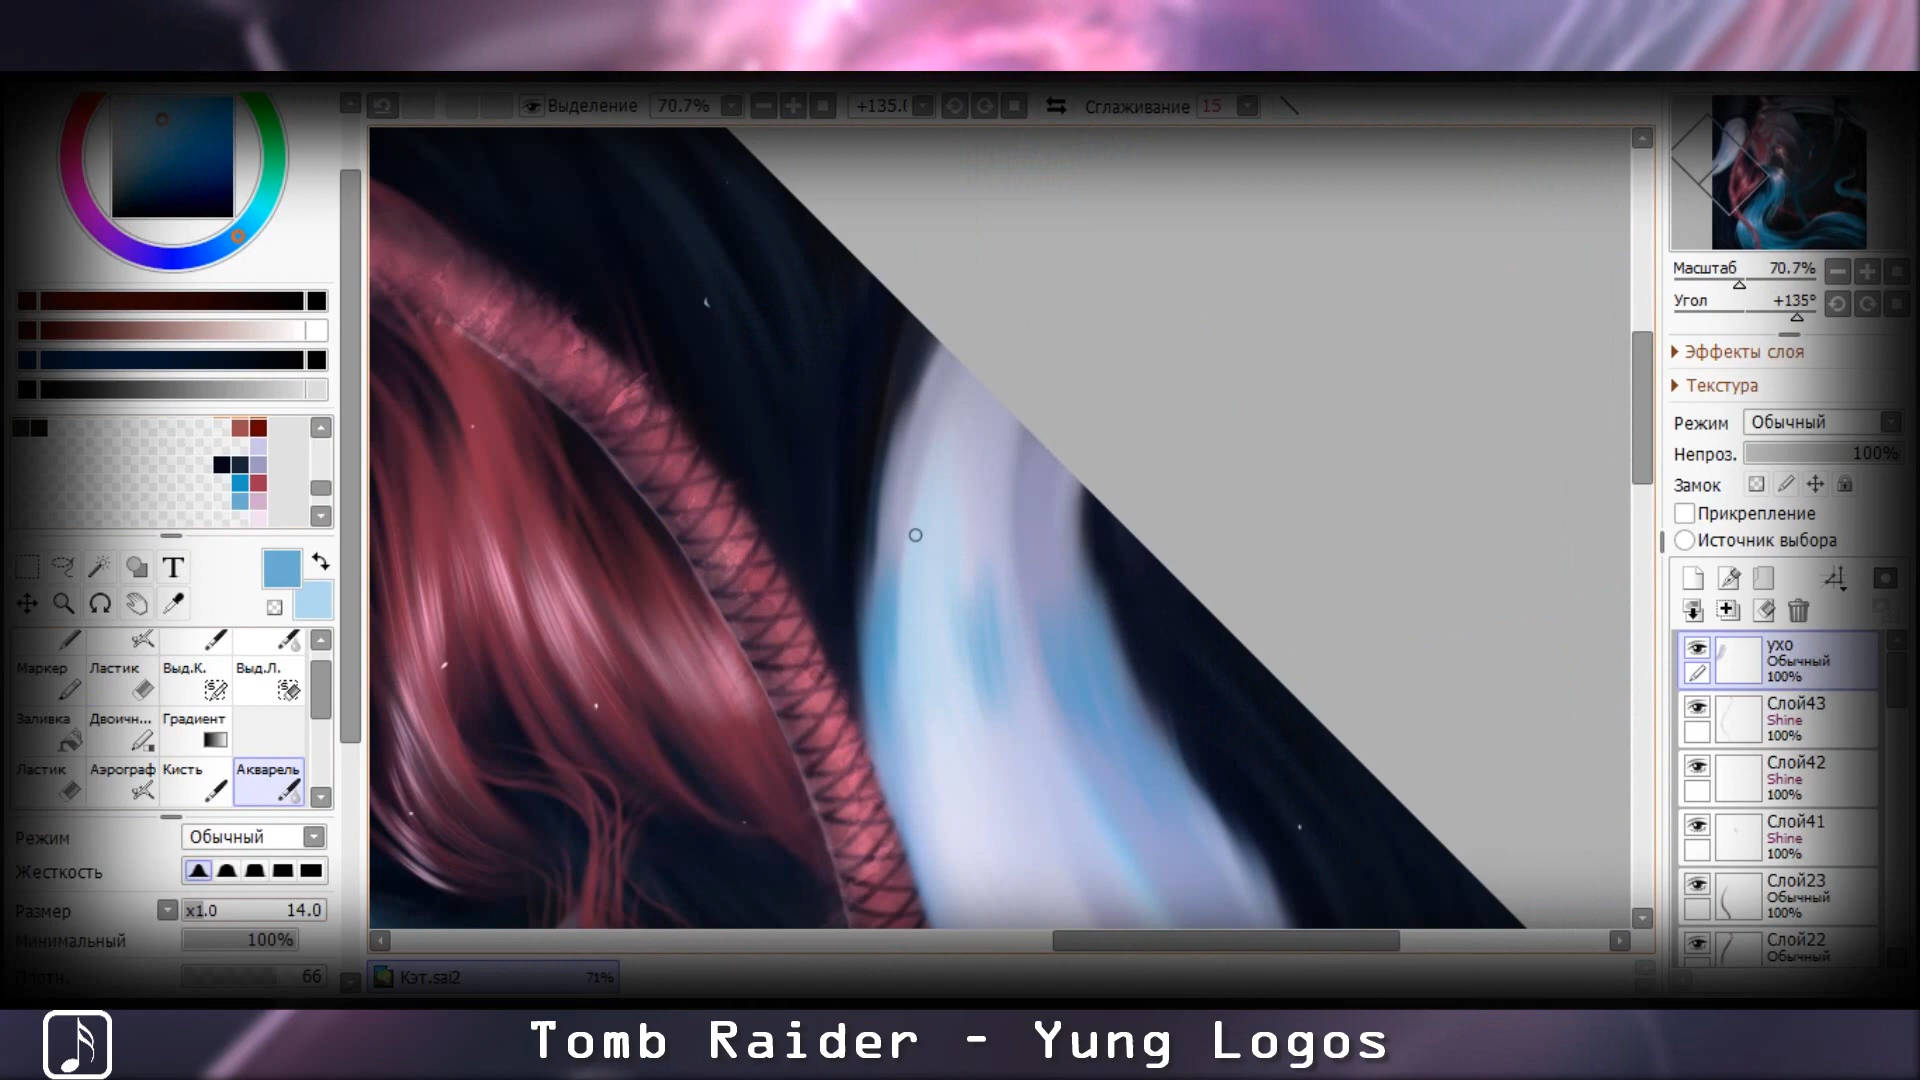 Выделение 70.7% +135.( Сглаживание 15
Масштаб 70.7%
Угол +135°
Эффекты слоя
Текстура
Режим Обычный
Непроз. 100%
Замок
Прикрепление
Источник выбора
T
Маркер Ластик Выд.К. Выд.Л.
Заливка Двоичн... Градиент
Ластик Аэрограф Кисть Акварель
Режим Обычный
Жесткость
Размер x1.0 14.0
Минимальный 100%
Плотн. 66
ухо
Обычный
100%
Слой43
Shine
100%
Слой42
Shine
100%
Слой41
Shine
100%
Слой23
Обычный
100%
Слой22
Обычный
Кэт.sai2 71%
Tomb Raider - Yung Logos